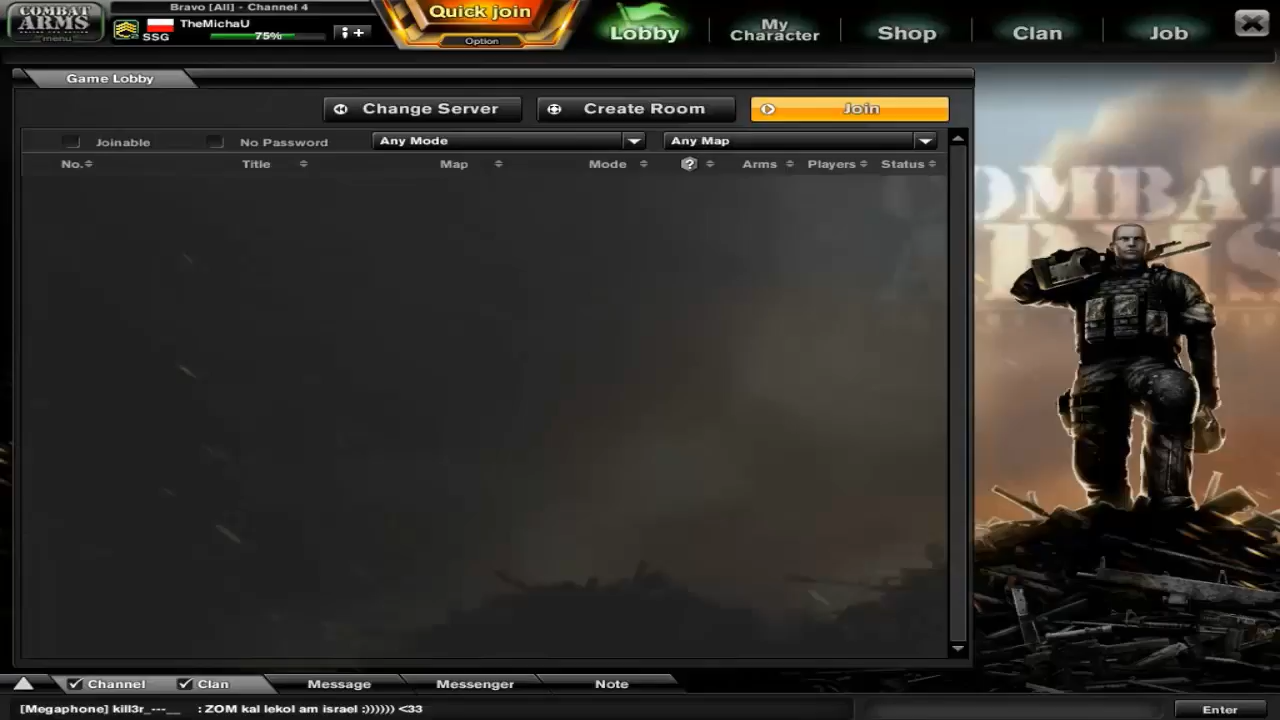 COMBAT ARMS
menu
Bravo [All] - Channel 4
TheMichaU
SSG
75%
Quick join
Option
Lobby
My Character
Shop
Clan
Job
Game Lobby
Change Server
Create Room
Join
Joinable
No Password
Any Mode
Any Map
No.
Title
Map
Mode
?
Arms
Players
Status
OMBAT
RMS
Channel
Clan
Message
Messenger
Note
[Megaphone] kill3r_---__ : ZOM kal lekol am israel :)))))) <33
Enter